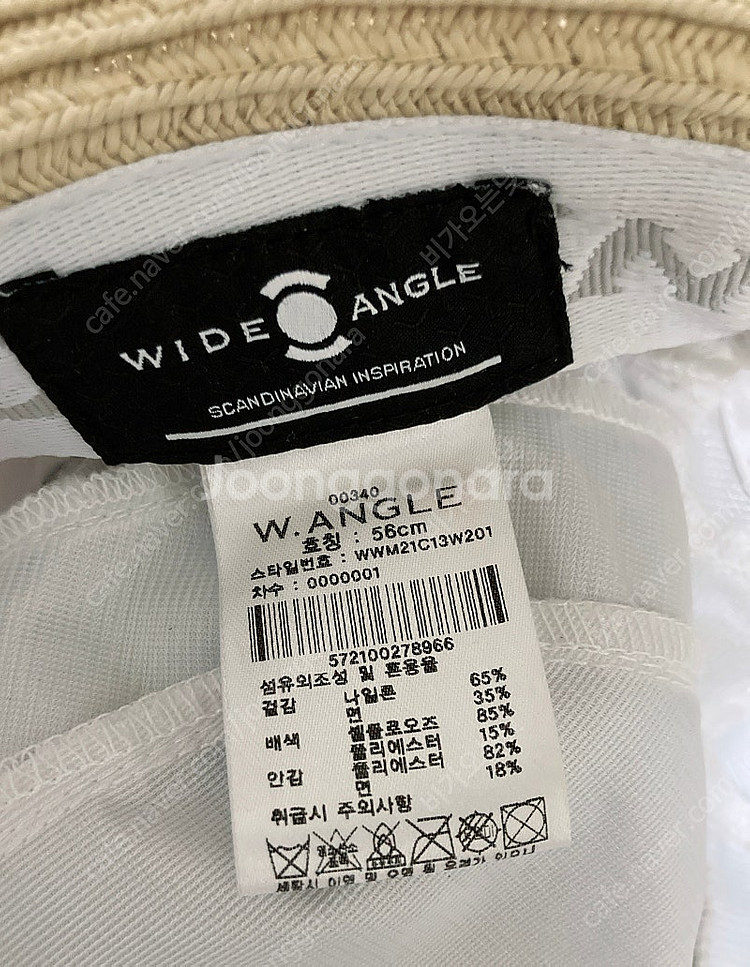 WIDE ANGLE
SCANDINAVIAN INSPIRATION
Joonggonara
00340
W.ANGLE
호칭 : 56cm
스타일번호 : WWM21C13W201
차수 : 0000001
572100278966
섬유의조성 및 혼용율
겉감 나일론 65%
면 35%
배색 셀룰로오즈 85%
폴리에스터 15%
안감 폴리에스터 82%
면 18%
취급시 주의사항